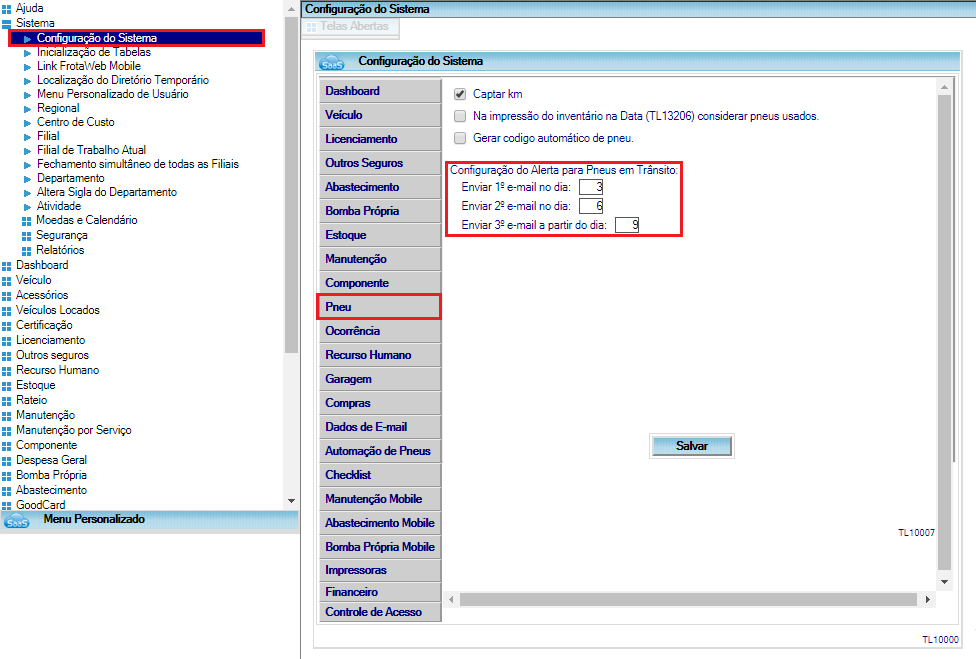 Ajuda
Sistema
Configuração do Sistema
Inicialização de Tabelas
Link FrotaWeb Mobile
Localização do Diretório Temporário
Menu Personalizado de Usuário
Regional
Centro de Custo
Filial
Filial de Trabalho Atual
Fechamento simultâneo de todas as Filiais
Departamento
Altera Sigla do Departamento
Atividade
Moedas e Calendário
Segurança
Relatórios
Dashboard
Veículo
Acessórios
Veículos Locados
Certificação
Licenciamento
Outros seguros
Recurso Humano
Estoque
Rateio
Manutenção
Manutenção por Serviço
Componente
Despesa Geral
Bomba Própria
Abastecimento
GoodCard
SaaS Menu Personalizado
Configuração do Sistema
Telas Abertas
SaaS Configuração do Sistema
Dashboard
Veículo
Licenciamento
Outros Seguros
Abastecimento
Bomba Própria
Estoque
Manutenção
Componente
Pneu
Ocorrência
Recurso Humano
Garagem
Compras
Dados de E-mail
Automação de Pneus
Checklist
Manutenção Mobile
Abastecimento Mobile
Bomba Própria Mobile
Impressoras
Financeiro
Controle de Acesso
Captar km
Na impressão do inventário na Data (TL13206) considerar pneus usados.
Gerar codigo automático de pneu.
Configuração do Alerta para Pneus em Trânsito:
Enviar 1º e-mail no dia: 3
Enviar 2º e-mail no dia: 6
Enviar 3º e-mail a partir do dia: 9
Salvar
TL10007
TL10000